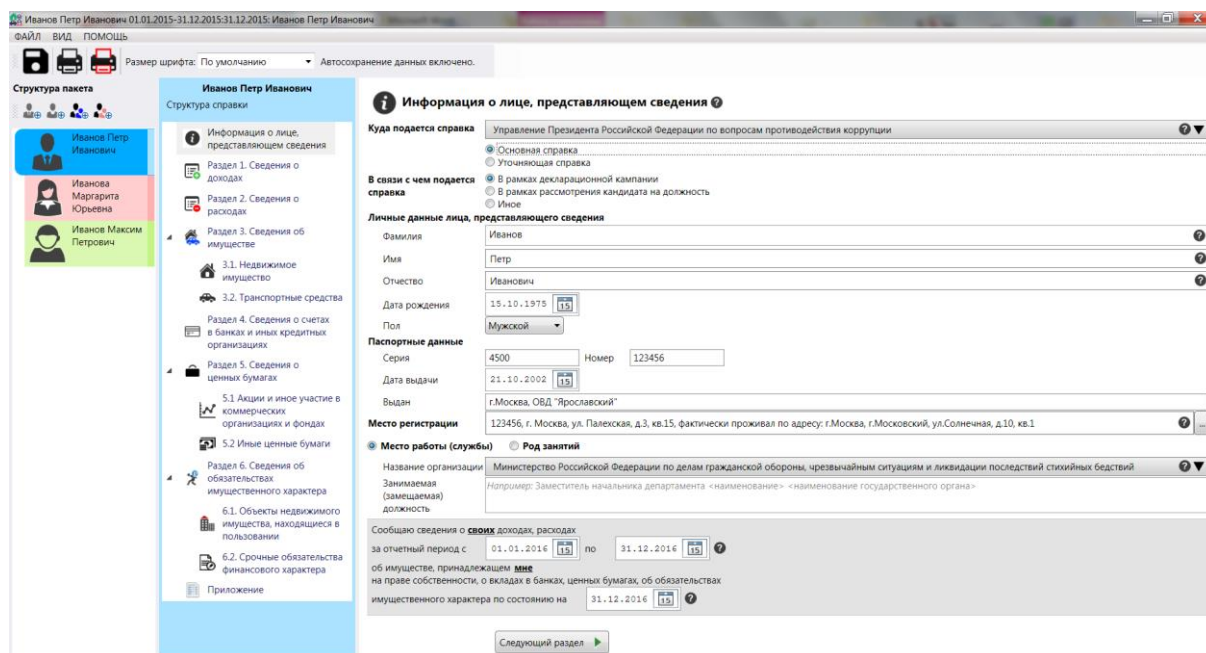 Иванов Петр Иванович 01.01.2015-31.12.2015:31.12.2015: Иванов Петр Иванович
ФАЙЛ ВИД ПОМОЩЬ
Размер шрифта: По умолчанию Автосохранение данных включено.
Структура пакета
Иванов Петр
Иванович
Иванова
Маргарита
Юрьевна
Иванов Максим
Петрович
Иванов Петр Иванович
Структура справки
Информация о лице,
представляющем сведения
Раздел 1. Сведения о
доходах
Раздел 2. Сведения о
расходах
Раздел 3. Сведения об
имуществе
3.1. Недвижимое
имущество
3.2. Транспортные средства
Раздел 4. Сведения о счетах
в банках и иных кредитных
организациях
Раздел 5. Сведения о
ценных бумагах
5.1 Акции и иное участие в
коммерческих
организациях и фондах
5.2 Иные ценные бумаги
Раздел 6. Сведения об
обязательствах
имущественного характера
6.1. Объекты недвижимого
имущества, находящиеся в
пользовании
6.2. Срочные обязательства
финансового характера
Приложение
Информация о лице, представляющем сведения
Куда подается справка Управление Президента Российской Федерации по вопросам противодействия коррупции
Основная справка
Уточняющая справка
В связи с чем подается
справка
В рамках декларационной кампании
В рамках рассмотрения кандидата на должность
Иное
Личные данные лица, представляющего сведения
Фамилия Иванов
Имя Петр
Отчество Иванович
Дата рождения 15.10.1975 15
Пол Мужской
Паспортные данные
Серия 4500 Номер 123456
Дата выдачи 21.10.2002 15
Выдан г.Москва, ОВД "Ярославский"
Место регистрации 123456, г. Москва, ул. Палехская, д.3, кв.15, фактически проживал по адресу: г.Москва, г.Московский, ул.Солнечная, д.10, кв.1 ...
Место работы (службы) Род занятий
Название организации Министерство Российской Федерации по делам гражданской обороны, чрезвычайным ситуациям и ликвидации последствий стихийных бедствий
Занимаемая
(замещаемая)
должность
Например: Заместитель начальника департамента <наименование> <наименование государственного органа>
Сообщаю сведения о своих доходах, расходах
за отчетный период с 01.01.2016 15 по 31.12.2016 15
об имуществе, принадлежащем мне
на праве собственности, о вкладах в банках, ценных бумагах, об обязательствах
имущественного характера по состоянию на 31.12.2016 15
Следующий раздел